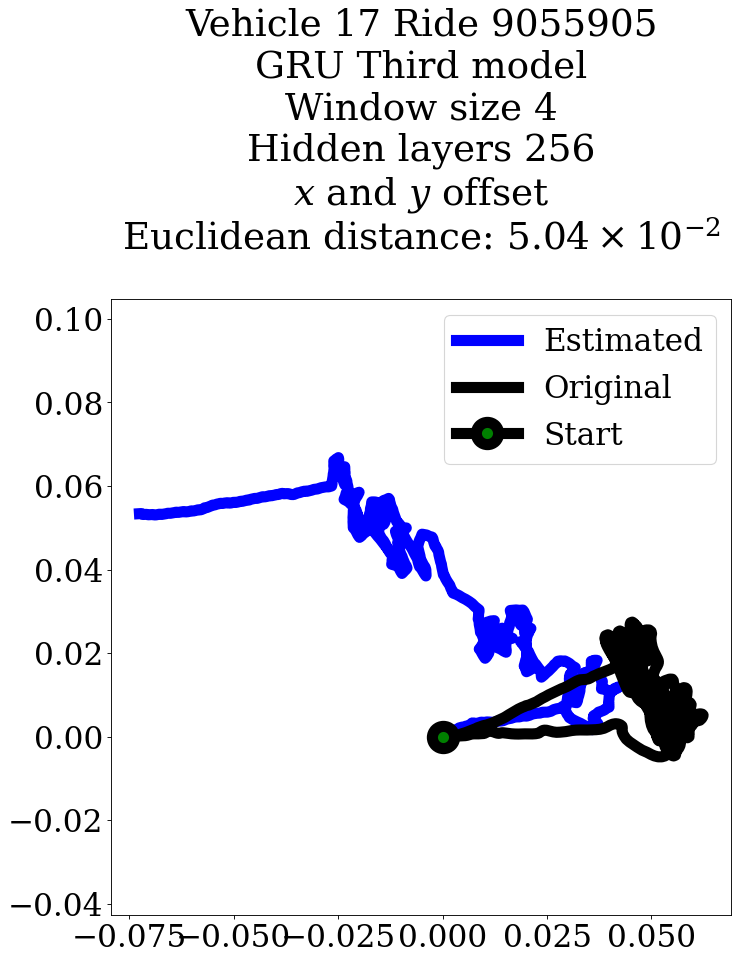 Vehicle 17 Ride 9055905
GRU Third model
Window size 4
Hidden layers 256
x and y offset
Euclidean distance: 5.04 × 10⁻²
Estimated
Original
Start
0.10
0.08
0.06
0.04
0.02
0.00
−0.02
−0.04
−0.075 −0.050 −0.025 0.000 0.025 0.050